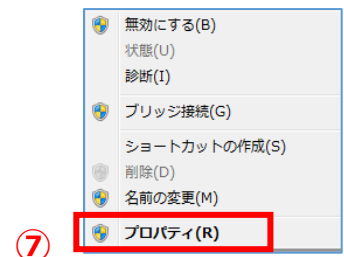 無効にする(B)
状態(U)
診断(I)
ブリッジ接続(G)
ショートカットの作成(S)
削除(D)
名前の変更(M)
プロパティ(R)
⑦